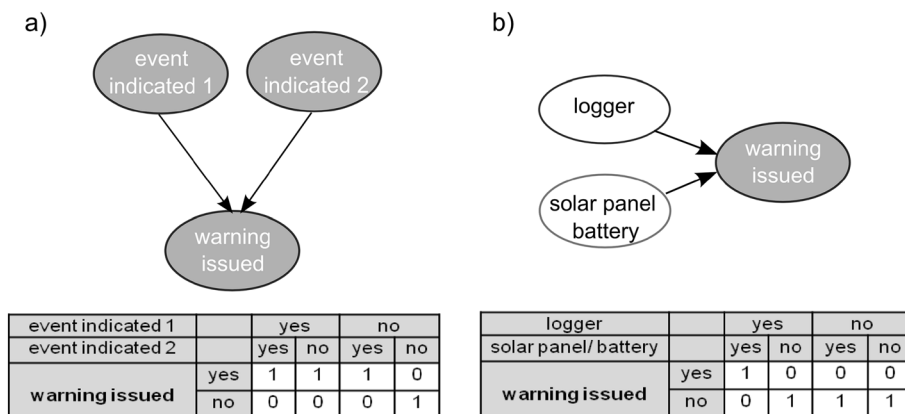 a)
event
indicated 1
event
indicated 2
warning
issued
event indicated 1 yes no
event indicated 2 yes no yes no
warning issued yes 1 1 1 0
no 0 0 0 1
b)
logger
solar panel
battery
warning
issued
logger yes no
solar panel/ battery yes no yes no
warning issued yes 1 0 0 0
no 0 1 1 1